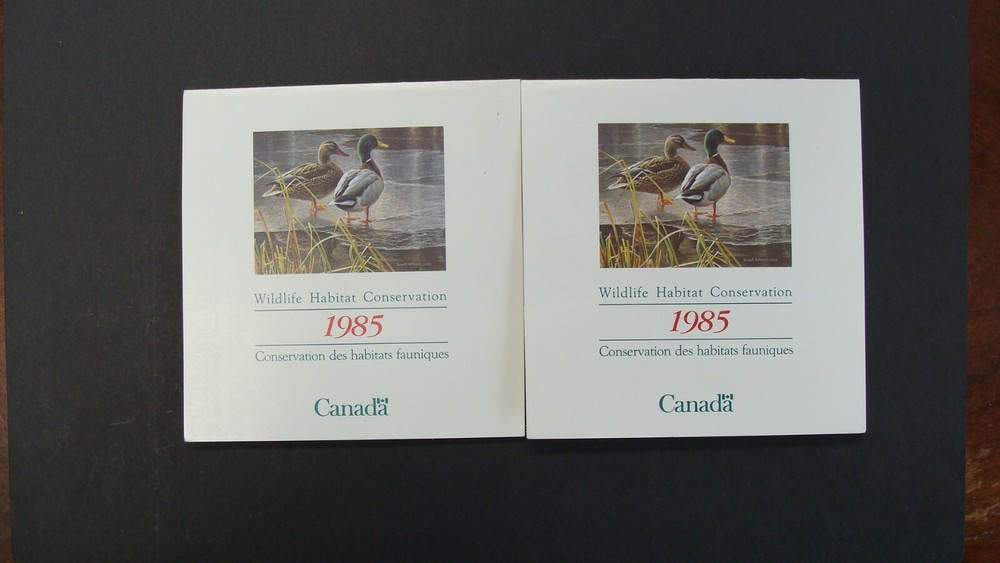 Wildlife Habitat Conservation
1985
Conservation des habitats fauniques
Canada
Wildlife Habitat Conservation
1985
Conservation des habitats fauniques
Canada